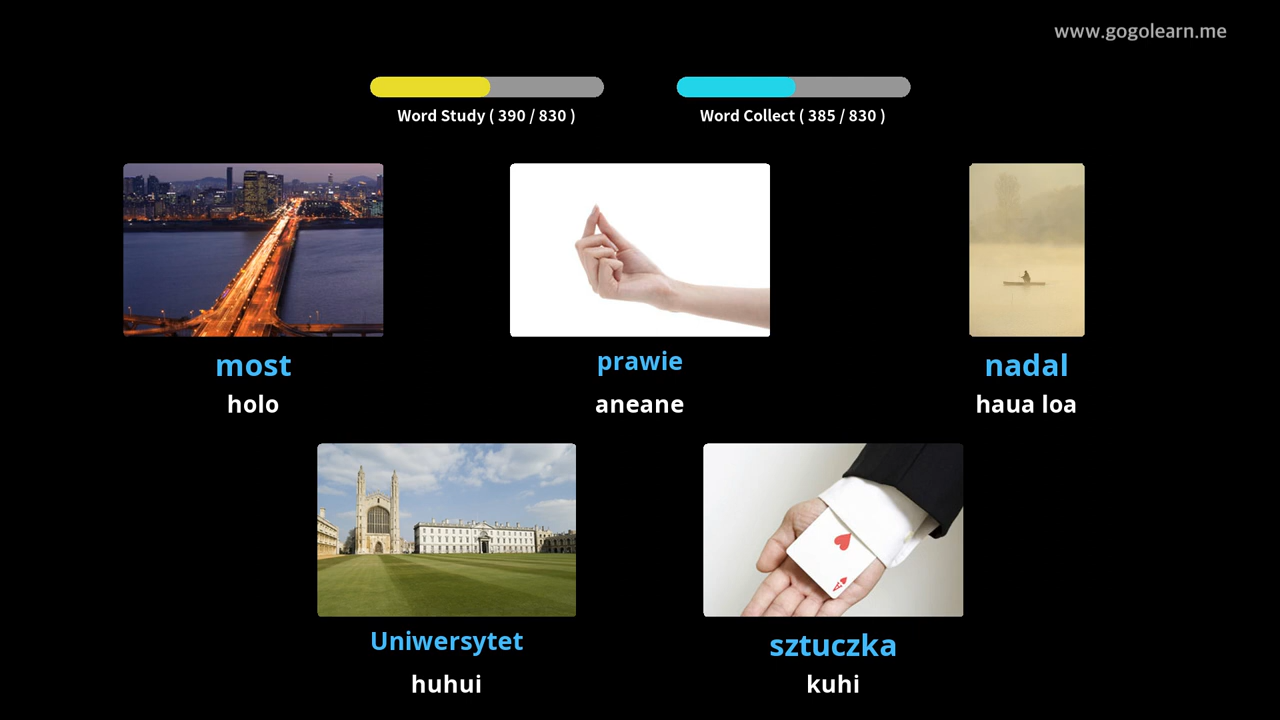 www.gogolearn.me
Word Study ( 390 / 830 )
Word Collect ( 385 / 830 )
most
holo
prawie
aneane
nadal
haua loa
Uniwersytet
huhui
sztuczka
kuhi
A